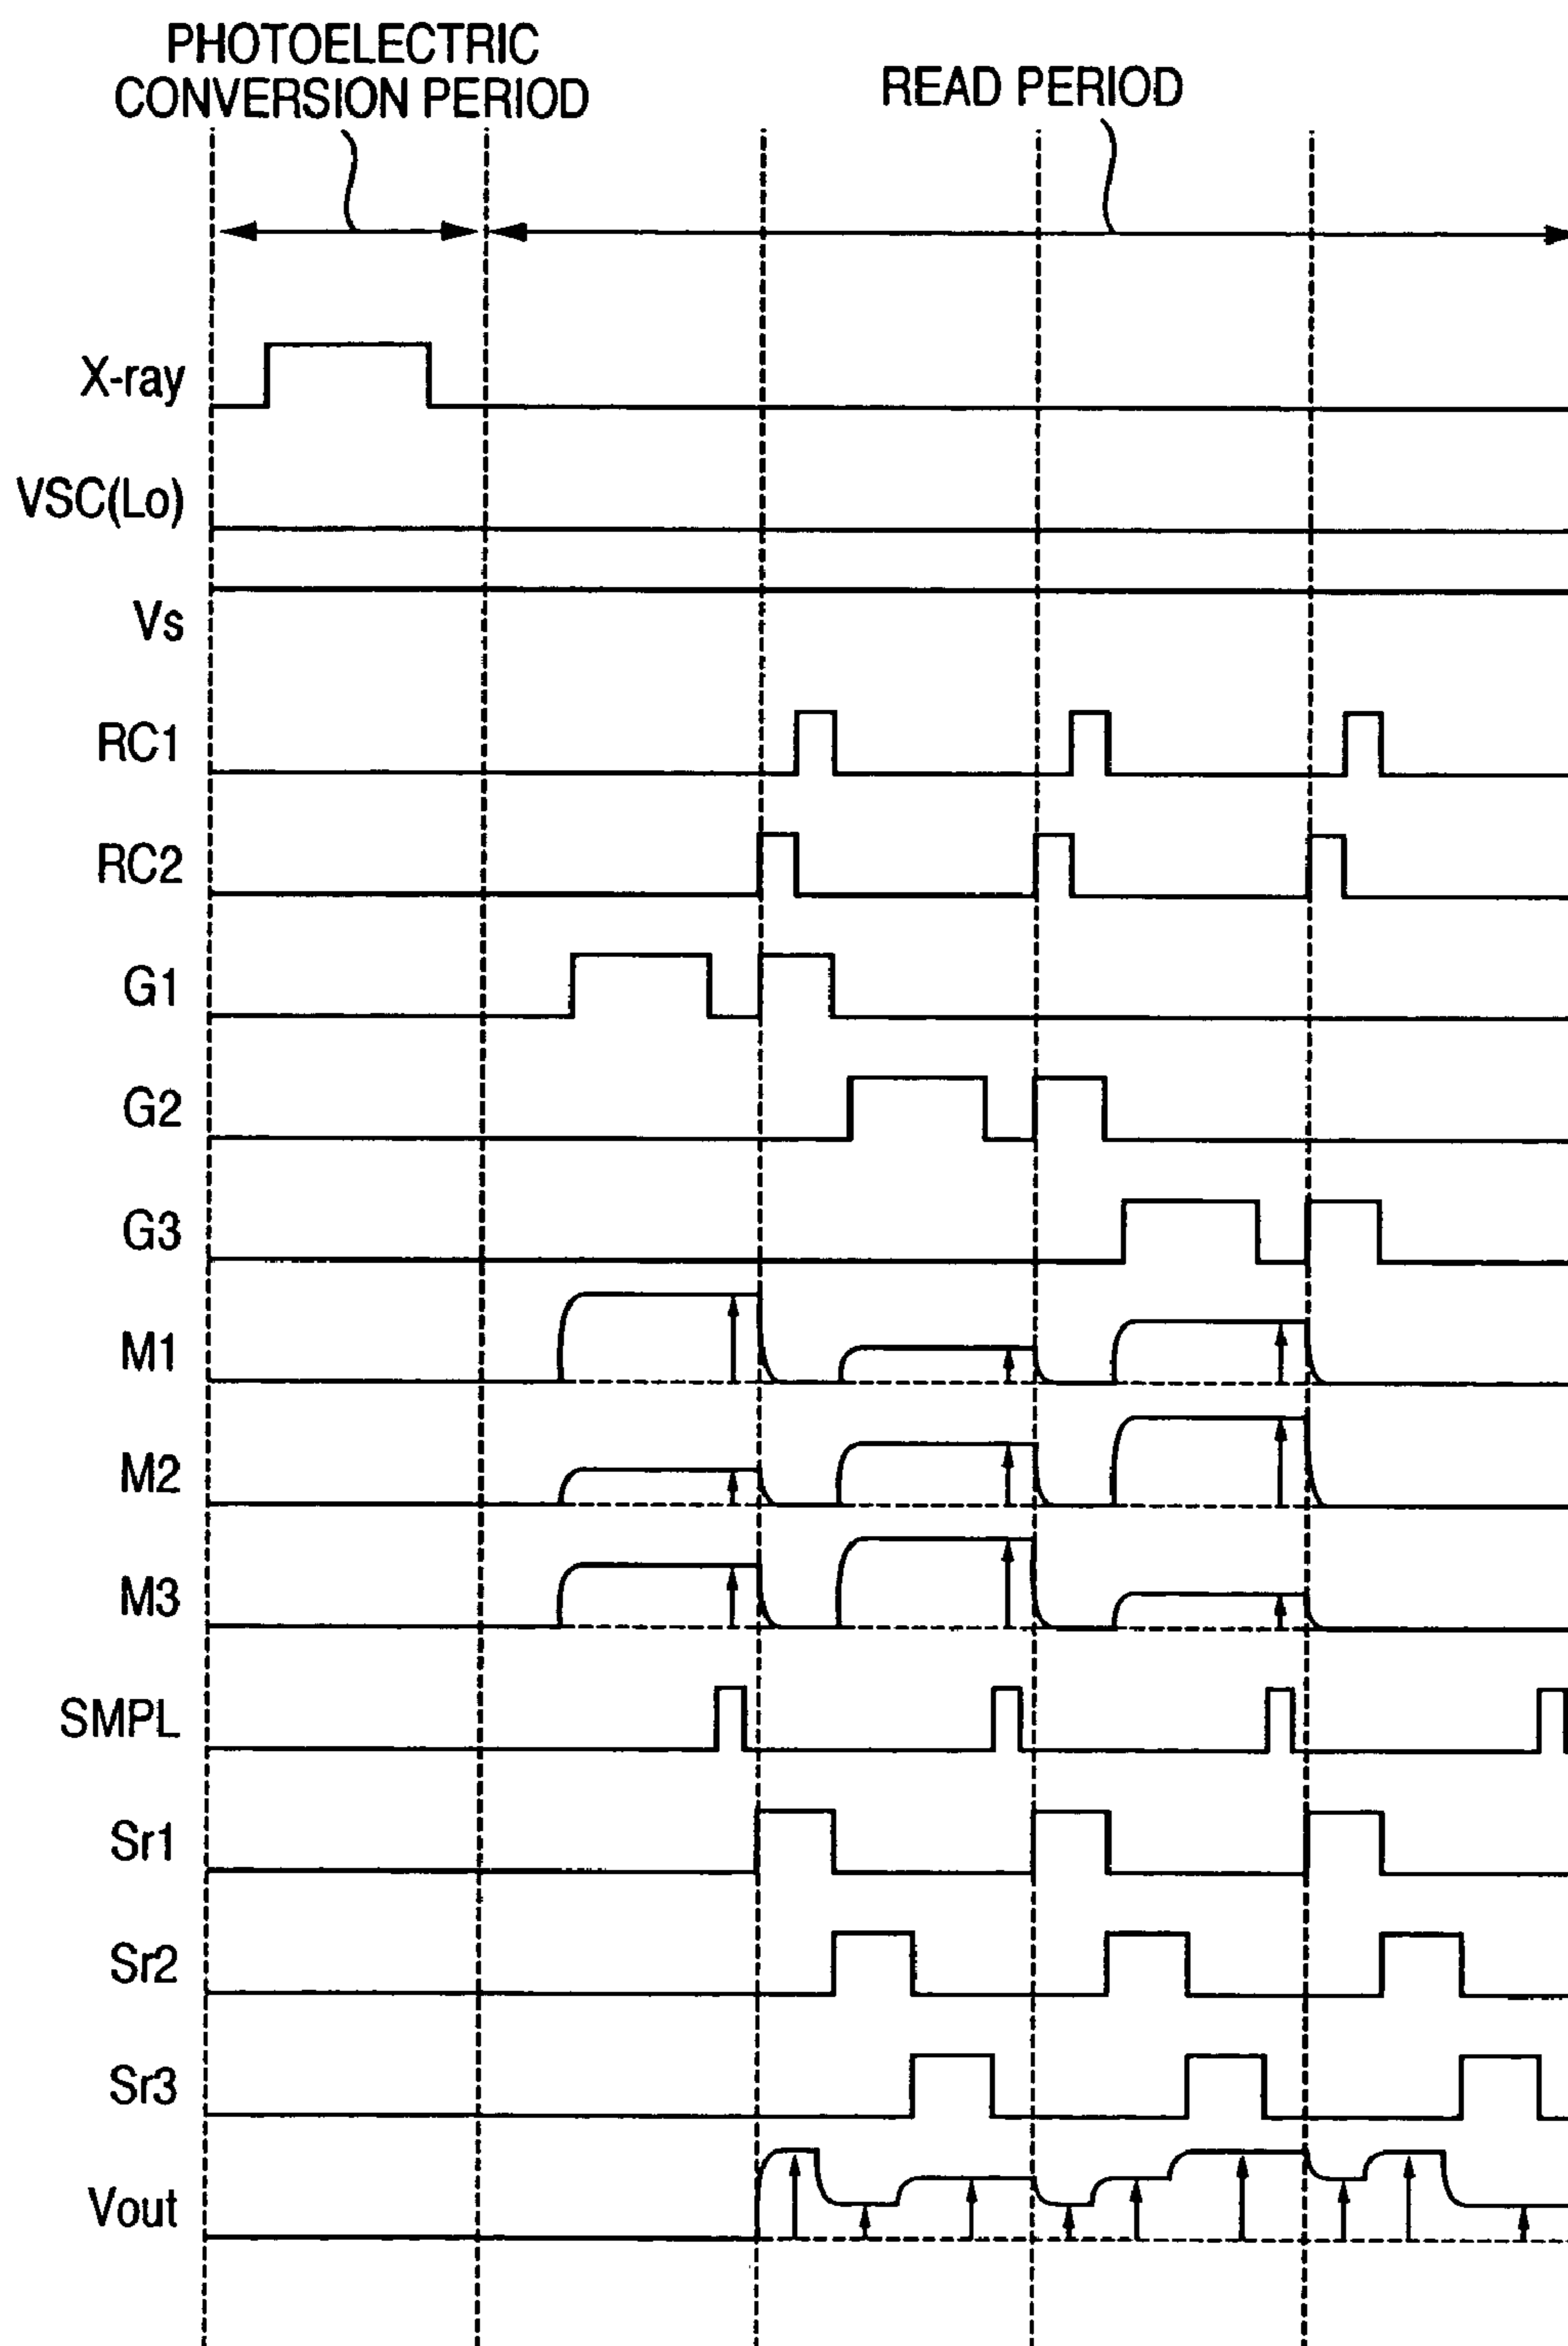 PHOTOELECTRIC
CONVERSION PERIOD
READ PERIOD
X-ray
VSC(Lo)
Vs
RC1
RC2
G1
G2
G3
M1
M2
M3
SMPL
Sr1
Sr2
Sr3
Vout